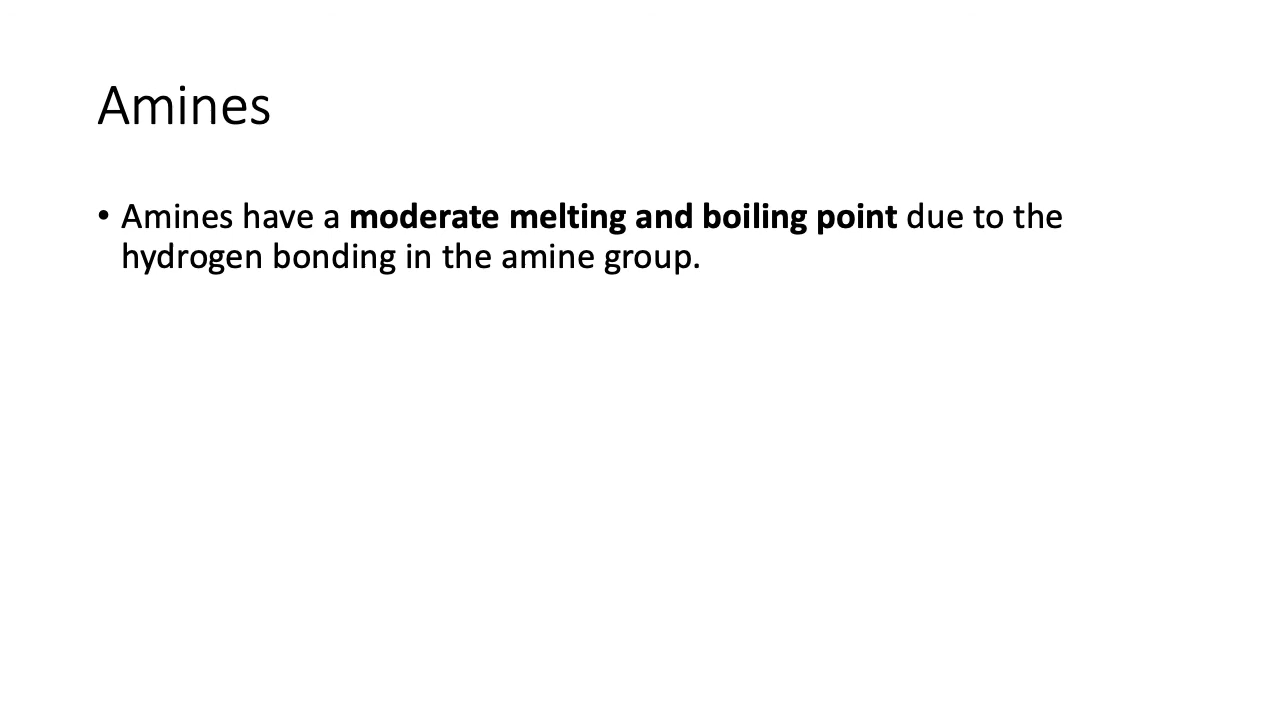 Amines
• Amines have a moderate melting and boiling point due to the
hydrogen bonding in the amine group.